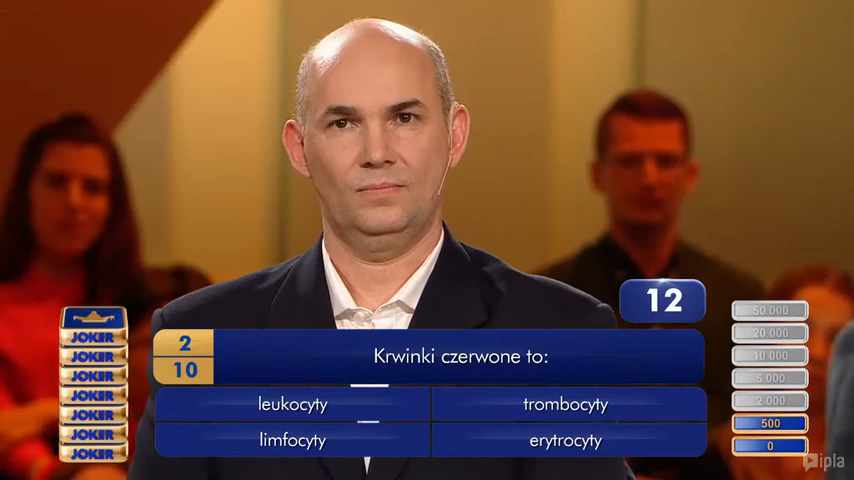 12
50 000
20 000
10 000
5 000
2 000
500
0
JOKER
JOKER
JOKER
JOKER
JOKER
JOKER
JOKER
2
10
Krwinki czerwone to:
leukocyty
trombocyty
limfocyty
erytrocyty
ipla